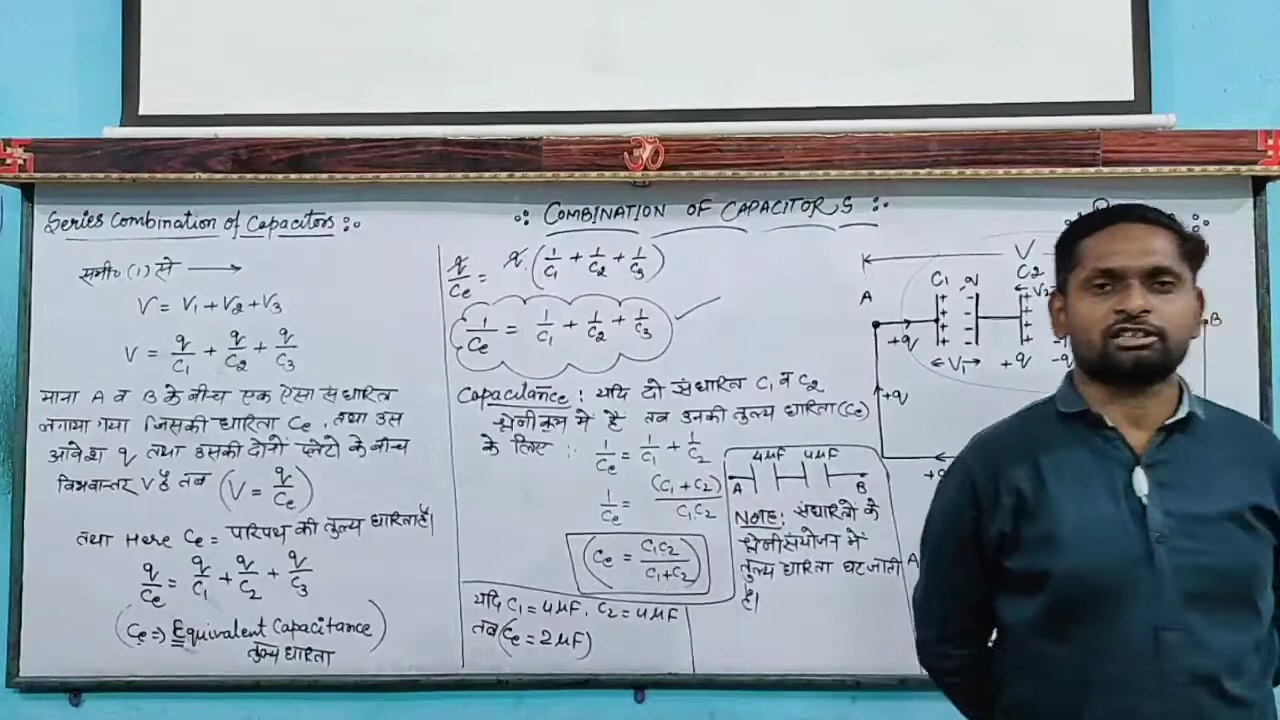 ॐ
∴ COMBINATION OF CAPACITORS :∘
Series Combination of Capacitors :∘
समी० (1) से ⟶
V = V₁ + V₂ + V₃
V = q/C₁ + q/C₂ + q/C₃
माना A व B के बीच एक ऐसा संधारित्र
लगाया गया जिसकी धारिता Ce , तथा उस
आवेश q तथा उसकी दोनों प्लेटो के बीच
विभवान्तर V है तब (V = q/Ce)
तथा Here Ce = परिपथ की तुल्य धारिता है।
q/Ce = q/C₁ + q/C₂ + q/C₃
(Ce => Equivalent Capacitance)
तुल्य धारिता
q/Ce = q.(1/C₁ + 1/C₂ + 1/C₃)
1/Ce = 1/C₁ + 1/C₂ + 1/C₃
Capacitance : यदि दो संधारित्र C₁ व C₂
श्रेनीक्रम में है तब उनकी तुल्य धारिता (Ce)
के लिए :
1/Ce = 1/C₁ + 1/C₂
1/Ce = (C₁ + C₂)/C₁C₂
(Ce = C₁C₂/C₁+C₂)
यदि C₁ = 4μF, C₂ = 4μF
तब (Ce = 2μF)
4μF 4μF
A B
Note: संधारित्रो के
श्रेनीसंयोजन में
तुल्य धारिता घट जाती
है।
V
C₁ C2
A V₂ B
+q
V₁ +q -q
+q
A